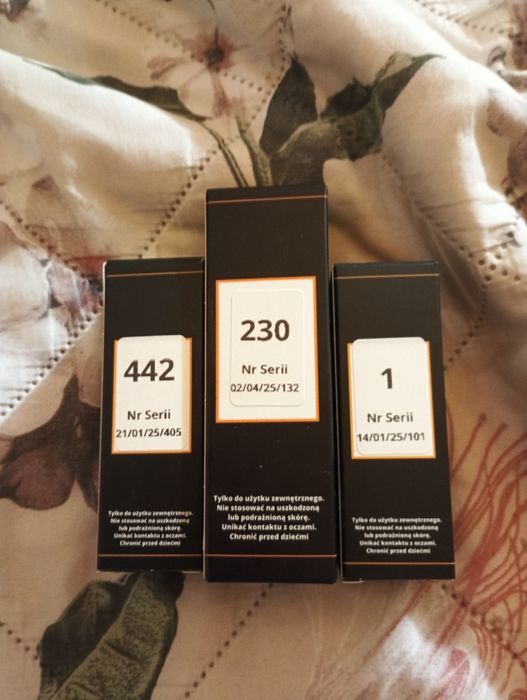 442
Nr Serii
21/01/25/405
Tylko do użytku zewnętrznego.
Nie stosować na uszkodzoną
lub podrażnioną skórę.
Unikać kontaktu z oczami.
Chronić przed dziećmi
230
Nr Serii
02/04/25/132
Tylko do użytku zewnętrznego.
Nie stosować na uszkodzoną
lub podrażnioną skórę.
Unikać kontaktu z oczami.
Chronić przed dziećmi
1
Nr Serii
14/01/25/101
Tylko do użytku zewnętrznego.
Nie stosować na uszkodzoną
lub podrażnioną skórę.
Unikać kontaktu z oczami.
Chronić przed dziećmi